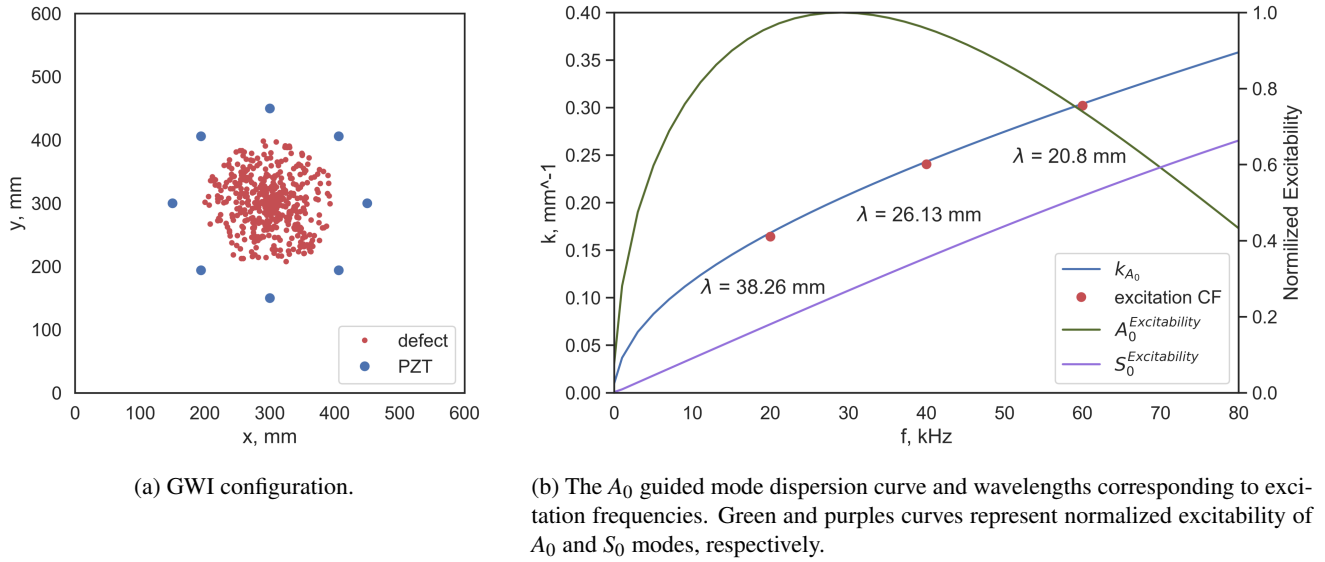 600
500
400
300
200
100
0
y, mm
0 100 200 300 400 500 600
x, mm
defect
PZT
(a) GWI configuration.
0.40
0.35
0.30
0.25
0.20
0.15
0.10
0.05
0.00
k, mm^-1
0 10 20 30 40 50 60 70 80
f, kHz
1.0
0.8
0.6
0.4
0.2
0.0
Normilized Excitability
λ = 20.8 mm
λ = 26.13 mm
λ = 38.26 mm
k_{A_0}
excitation CF
A_0^{Excitability}
S_0^{Excitability}
(b) The A_0 guided mode dispersion curve and wavelengths corresponding to exci-
tation frequencies. Green and purples curves represent normalized excitability of
A_0 and S_0 modes, respectively.